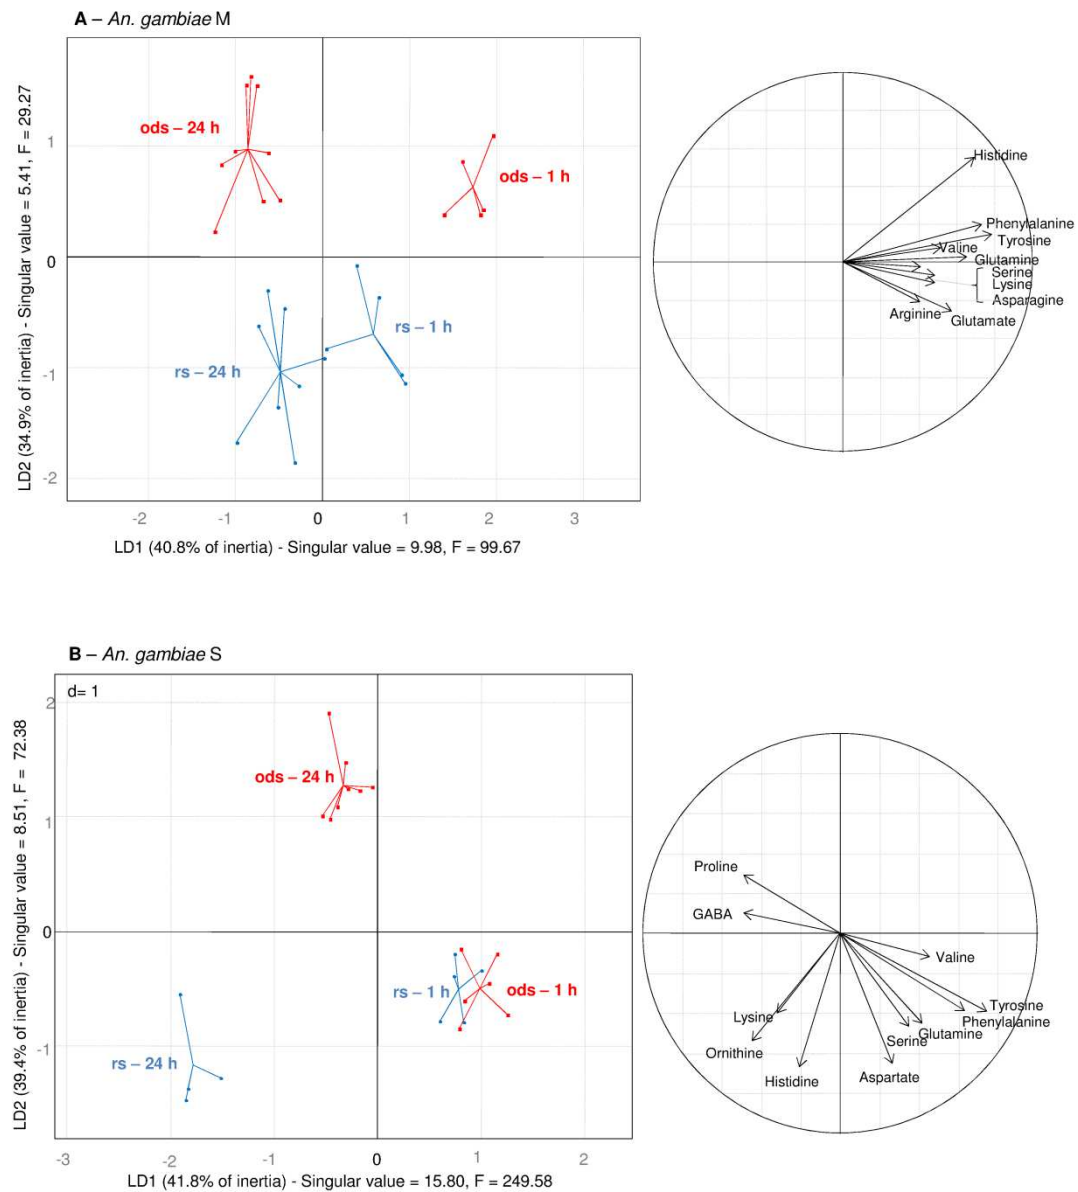 A – An. gambiae M
LD2 (34.9% of inertia) - Singular value = 5.41, F = 29.27
1
0
-1
-2
ods – 24 h
ods – 1 h
rs – 1 h
rs – 24 h
-2 -1 0 1 2 3
LD1 (40.8% of inertia) - Singular value = 9.98, F = 99.67
Histidine
Phenylalanine
Tyrosine
Valine
Glutamine
Serine
Lysine
Asparagine
Arginine
Glutamate
B – An. gambiae S
d= 1
LD2 (39.4% of inertia) - Singular value = 8.51, F = 72.38
2
1
0
-1
ods – 24 h
rs – 1 h
ods – 1 h
rs – 24 h
-3 -2 -1 0 1 2
LD1 (41.8% of inertia) - Singular value = 15.80, F = 249.58
Proline
GABA
Valine
Tyrosine
Phenylalanine
Glutamine
Serine
Lysine
Ornithine
Histidine
Aspartate